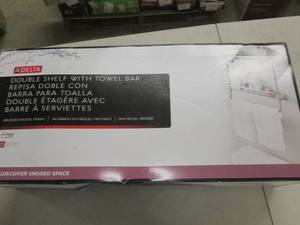 DELTA
DOUBLE SHELF WITH TOWEL BAR
REPISA DOBLE CON
BARRA PARA TOALLA
DOUBLE ÉTAGÈRE AVEC
BARRE À SERVIETTES
DISCOVER UNUSED SPACE